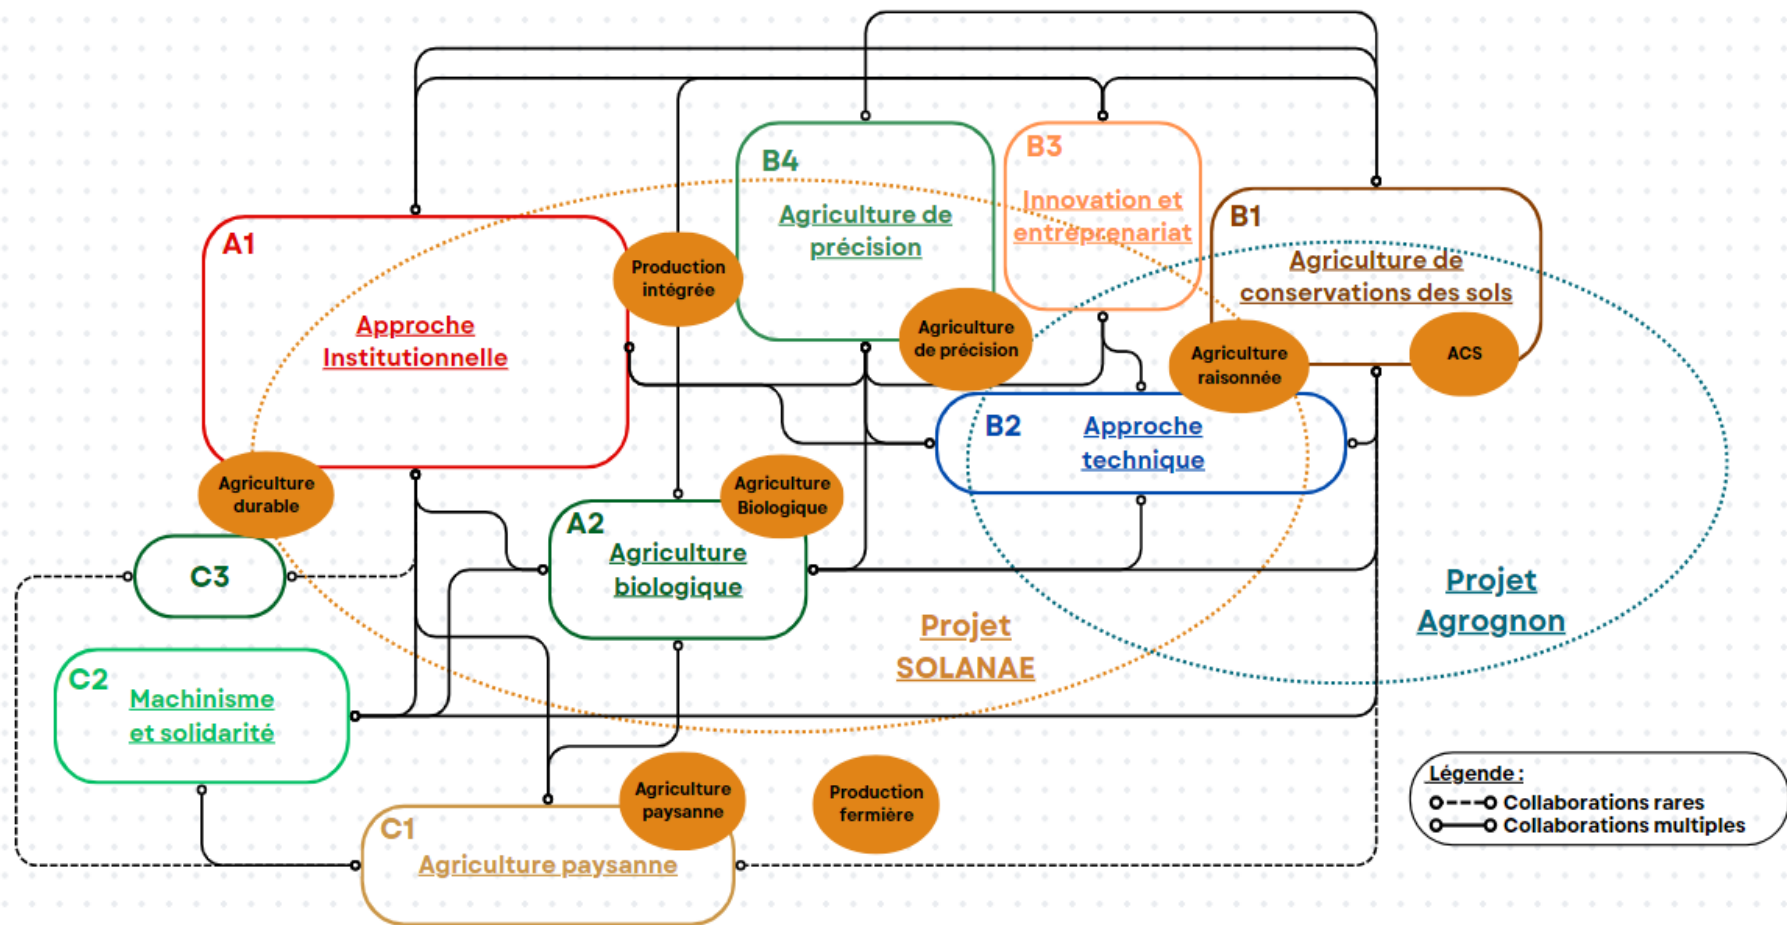 B4
Agriculture de
précision
B3
Innovation et
entreprenariat
B1
Agriculture de
conservations des sols
A1
Approche
Institutionnelle
Production
intégrée
Agriculture
de précision
Agriculture
raisonnée
ACS
B2
Approche
technique
Agriculture
durable
A2
Agriculture
biologique
Agriculture
Biologique
C3
Projet
Agrognon
Projet
SOLANAE
C2
Machinisme
et solidarité
C1
Agriculture paysanne
Agriculture
paysanne
Production
fermière
Légende :
Collaborations rares
Collaborations multiples